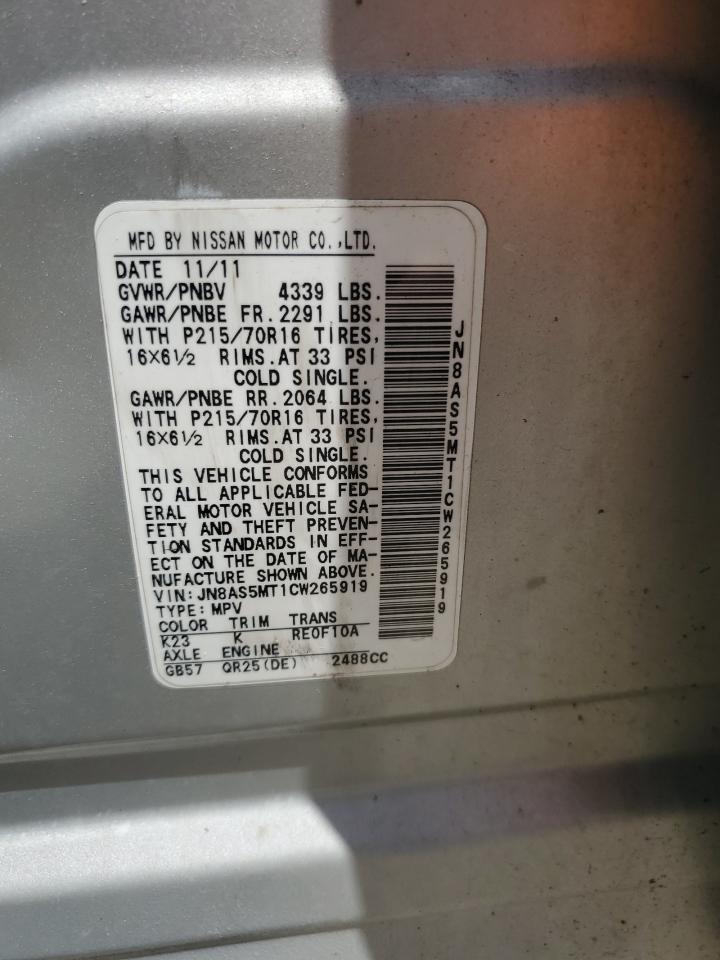 MFD BY NISSAN MOTOR CO.,LTD.
DATE 11/11
GVWR/PNBV 4339 LBS.
GAWR/PNBE FR.2291 LBS.
WITH P215/70R16 TIRES,
16×6½ RIMS.AT 33 PSI
COLD SINGLE.
GAWR/PNBE RR.2064 LBS.
WITH P215/70R16 TIRES,
16×6½ RIMS.AT 33 PSI
COLD SINGLE.
THIS VEHICLE CONFORMS
TO ALL APPLICABLE FED-
ERAL MOTOR VEHICLE SA-
FETY AND THEFT PREVEN-
TION STANDARDS IN EFF-
ECT ON THE DATE OF MA-
NUFACTURE SHOWN ABOVE.
VIN:JN8AS5MT1CW265919
TYPE:MPV
COLOR TRIM TRANS
K23 K RE0F10A
AXLE ENGINE
GB57 QR25(DE) 2488CC
JN8AS5MT1CW265919